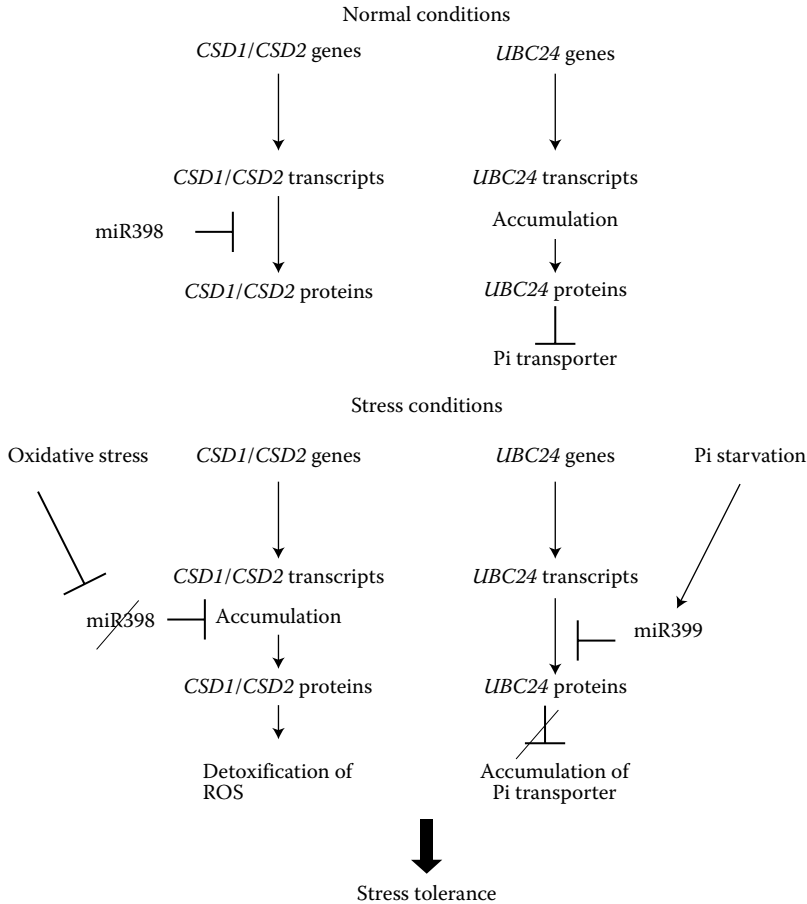 Normal conditions
CSD1/CSD2 genes
UBC24 genes
CSD1/CSD2 transcripts
UBC24 transcripts
Accumulation
miR398
CSD1/CSD2 proteins
UBC24 proteins
Pi transporter
Stress conditions
Oxidative stress
CSD1/CSD2 genes
UBC24 genes
Pi starvation
CSD1/CSD2 transcripts
UBC24 transcripts
miR398
Accumulation
miR399
CSD1/CSD2 proteins
UBC24 proteins
Detoxification of
ROS
Accumulation of
Pi transporter
Stress tolerance